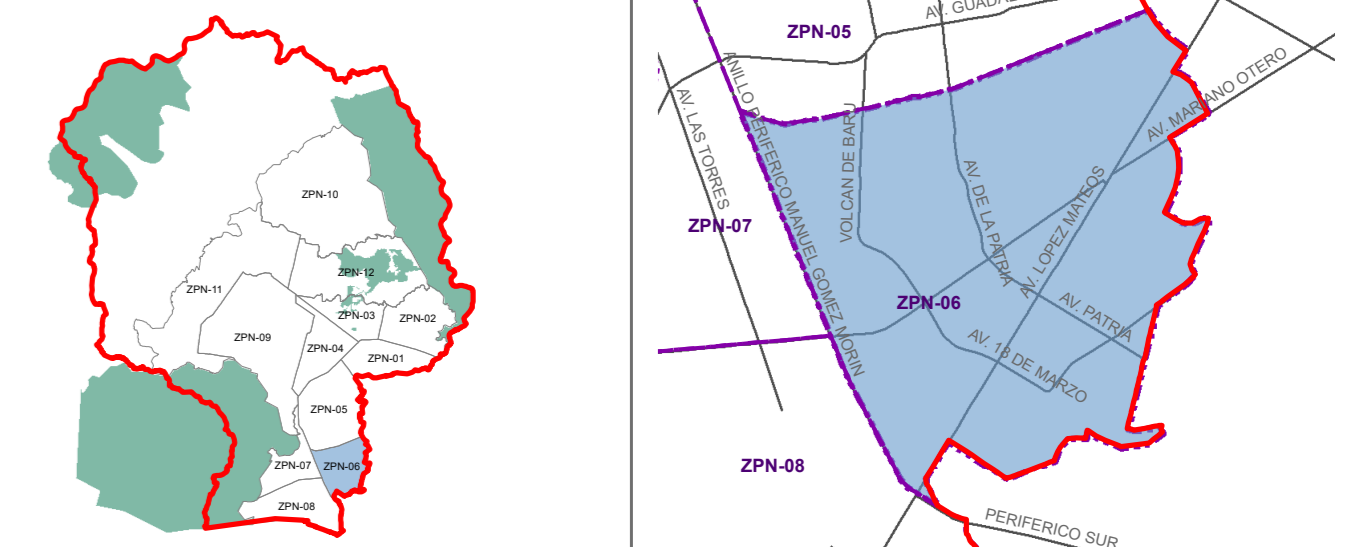 ZPN-10
ZPN-12
ZPN-11
ZPN-03
ZPN-02
ZPN-09
ZPN-04
ZPN-01
ZPN-05
ZPN-07
ZPN-06
ZPN-08
ZPN-05
AV.
AV. MARIANO OTERO
ANILLO PERIFERICO MANUEL GOMEZ MORIN
AV. LAS TORRES
VOLCAN DE BARU
AV. DE LA PATRIA
AV. LOPEZ MATEOS
ZPN-07
ZPN-06
AV. PATRIA
AV. 18 DE MARZO
ZPN-08
PERIFERICO SUR